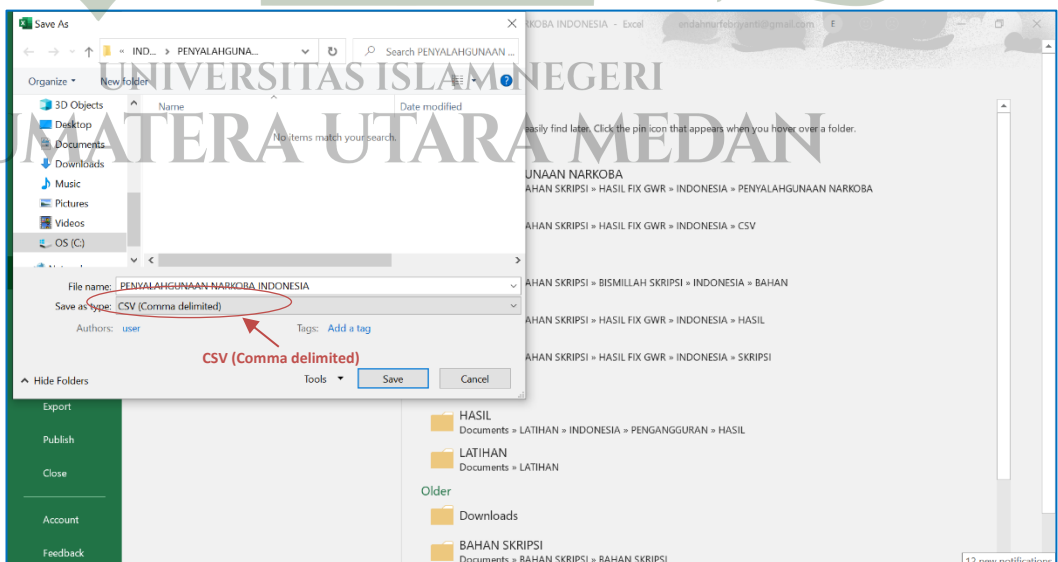 Save As
RKOBA INDONESIA - Excel
E
« IND... > PENYALAHGUNA...
Search PENYALAHGUNAN ...
Organize
New folder
UNIVERSITAS ISLAM NEGERI
SUMATERA UTARA MEDAN
3D Objects
Desktop
Documents
Downloads
Music
Pictures
Videos
OS (C:)
Name
Date modified
No items match your search.
File name: PENYALAHGUNAAN NARKOBA INDONESIA
Save as type: CSV (Comma delimited)
Authors: user
Tags: Add a tag
CSV (Comma delimited)
Hide Folders
Tools
Save
Cancel
easily find later. Click the pin icon that appears when you hover over a folder.
UNAAN NARKOBA
AHAN SKRIPSI » HASIL FIX GWR » INDONESIA » PENYALAHGUNAAN NARKOBA
AHAN SKRIPSI » HASIL FIX GWR » INDONESIA » CSV
AHAN SKRIPSI » BISMILLAH SKRIPSI » INDONESIA » BAHAN
AHAN SKRIPSI » HASIL FIX GWR » INDONESIA » HASIL
AHAN SKRIPSI » HASIL FIX GWR » INDONESIA » SKRIPSI
Export
Publish
Close
Account
Feedback
HASIL
Documents » LATIHAN » INDONESIA » PENGANGGURAN » HASIL
LATIHAN
Documents » LATIHAN
Older
Downloads
BAHAN SKRIPSI
Documents » BAHAN SKRIPSI » BAHAN SKRIPSI
12 new notifications